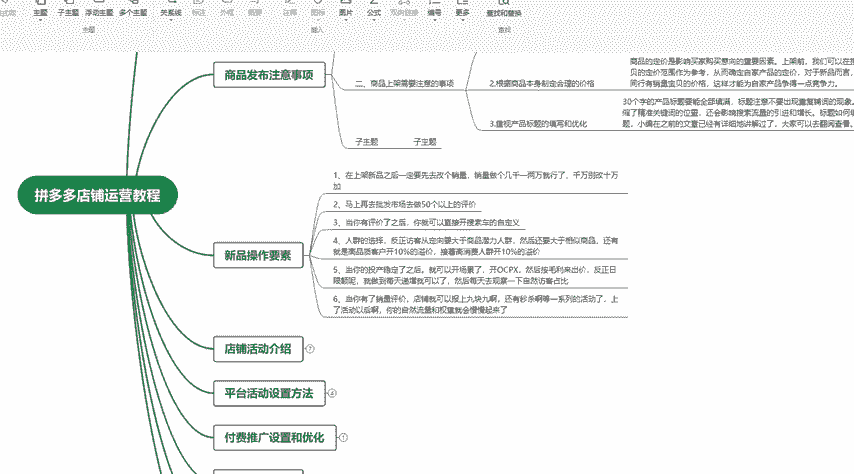 主题 子主题 浮动主题 多个主题 关系线 标注 外框 概要 注释 图标 图片 公式 双向链接 编号 更多 查找和替换
主题 插入 查找
商品发布注意事项
二、商品上架需要注意的事项
2.根据商品本身制定合理的价格
商品的定价是影响买家购买意向的重要因素。上架前，我们可以在搜
贝的定价范围作为参考，从而确定自家产品的定价，对于新品而言，
同行有销量宝贝的价格，这样才能为自家产品争得一点竞争力。
3.重视产品标题的填写和优化
30个字的产品标题要能全部填满，标题注意不要出现重复铺词的现象。
缩了精准关键词的位置，还会影响搜索流量的引进和增长。标题如何
题，小编在之前的文章已经有详细地讲解过了，大家可以去翻阅查看。
子主题 子主题
拼多多店铺运营教程
新品操作要素
1、在上架新品之后一定要先去改个销量，销量做个几千一两万就行了，千万别改十万
加
2、马上再去批发市场去做50个以上的评价
3、当你有评价了之后，你就可以直接开搜索车的自定义
4、人群的选择，反正访客从定向要大于商品潜力人群，然后还要大于相似商品、还有
就是高品质客户开10%的溢价，接着高消费人群开10%的溢价
5、当你的投产稳定了之后，就可以开场景了，开OCPX，然后按毛利来出价，反正日
限额呢，就做到每天递增就可以了，然后每天去观察一下自然访客占比
6、当你有了销量评价，店铺就可以报上九块九啊，还有秒杀啊等一系列的活动了，上
了活动以后啊，你的自然流量和权重就会慢慢起来了
店铺活动介绍 7
平台活动设置方法 4
付费推广设置和优化 1